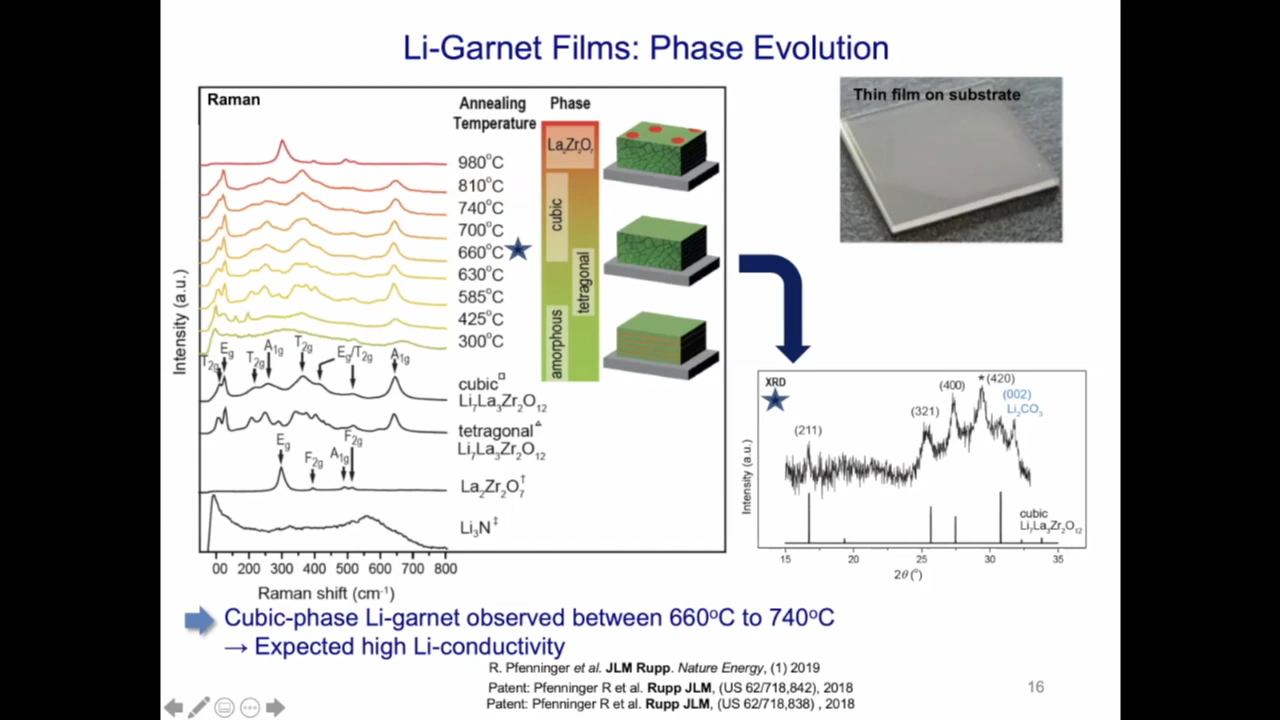 Li-Garnet Films: Phase Evolution
Raman
Annealing
Temperature
Phase
980°C
810°C
740°C
700°C
660°C
630°C
585°C
425°C
300°C
La2Zr2O7
cubic
tetragonal
amorphous
Intensity (a.u.)
T2g
Eg
T2g
A1g
T2g
Eg/T2g
A1g
cubic□
Li7La3Zr2O12
tetragonal△
Li7La3Zr2O12
Eg
F2g
A1g
F2g
La2Zr2O7†
Li3N‡
00 200 300 400 500 600 700 800
Raman shift (cm-1)
Thin film on substrate
XRD
(211)
(321)
(400)
*(420)
(002)
Li2CO3
cubic
Li7La3Zr2O12
Intensity (a.u.)
15 20 25 30 35
2θ (°)
Cubic-phase Li-garnet observed between 660°C to 740°C
→ Expected high Li-conductivity
R. Pfenninger et al. JLM Rupp. Nature Energy, (1) 2019
Patent: Pfenninger R et al. Rupp JLM, (US 62/718,842), 2018
Patent: Pfenninger R et al. Rupp JLM, (US 62/718,838) , 2018
16